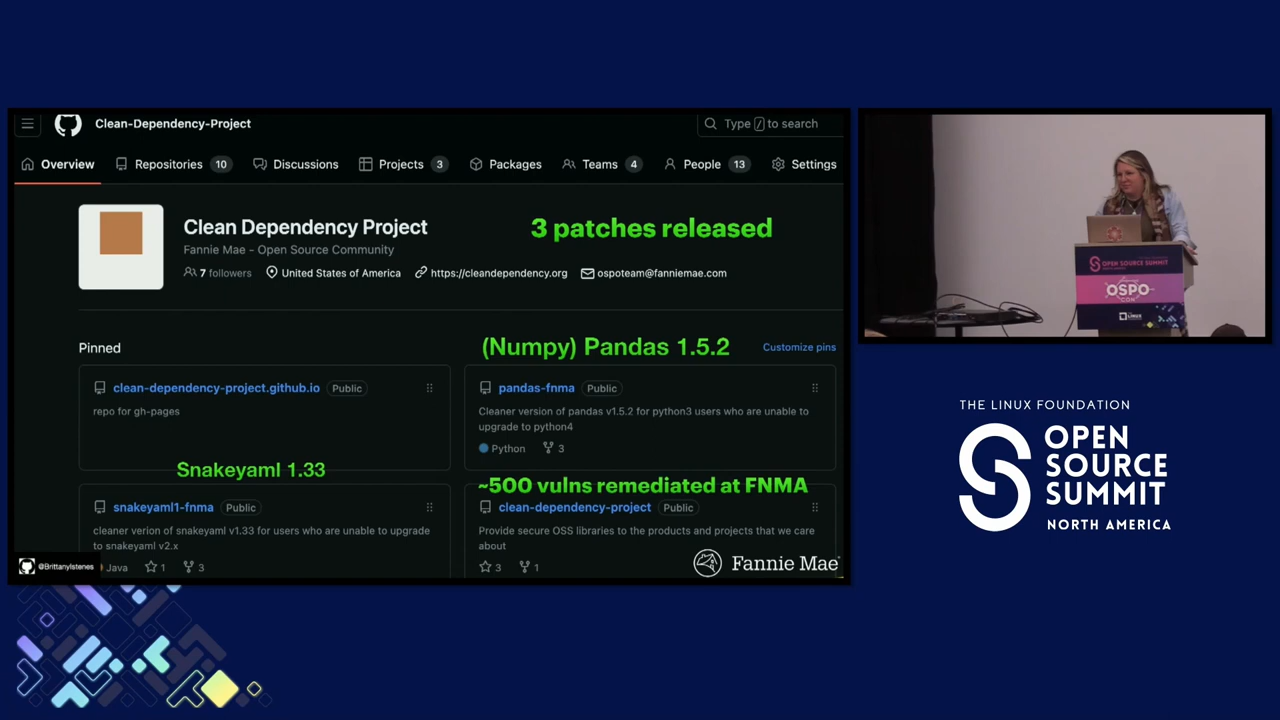 Clean-Dependency-Project
Type / to search
Overview
Repositories 10
Discussions
Projects 3
Packages
Teams 4
People 13
Settings
Clean Dependency Project
3 patches released
Fannie Mae - Open Source Community
7 followers
United States of America
https://cleandependency.org
ospoteam@fanniemae.com
Pinned
(Numpy) Pandas 1.5.2
Customize pins
clean-dependency-project.github.io Public
repo for gh-pages
pandas-fnma Public
Cleaner version of pandas v1.5.2 for python3 users who are unable to
upgrade to python4
Python 3
Snakeyaml 1.33
~500 vulns remediated at FNMA
snakeyaml1-fnma Public
cleaner verion of snakeyaml v1.33 for users who are unable to upgrade
to snakeyaml v2.x
Java 1 3
clean-dependency-project Public
Provide secure OSS libraries to the products and projects that we care
about
3 1
@BrittanyIstenes
Fannie Mae
OPEN SOURCE SUMMIT
OSPO
CON
LINUX
THE LINUX FOUNDATION
OPEN
SOURCE
SUMMIT
NORTH AMERICA